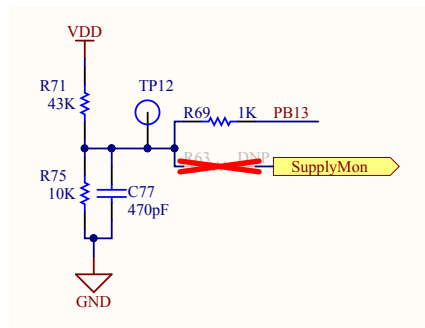 VDD
R71
43K
TP12
R69 1K PB13
R63 DNP
SupplyMon
R75
10K
C77
470pF
GND